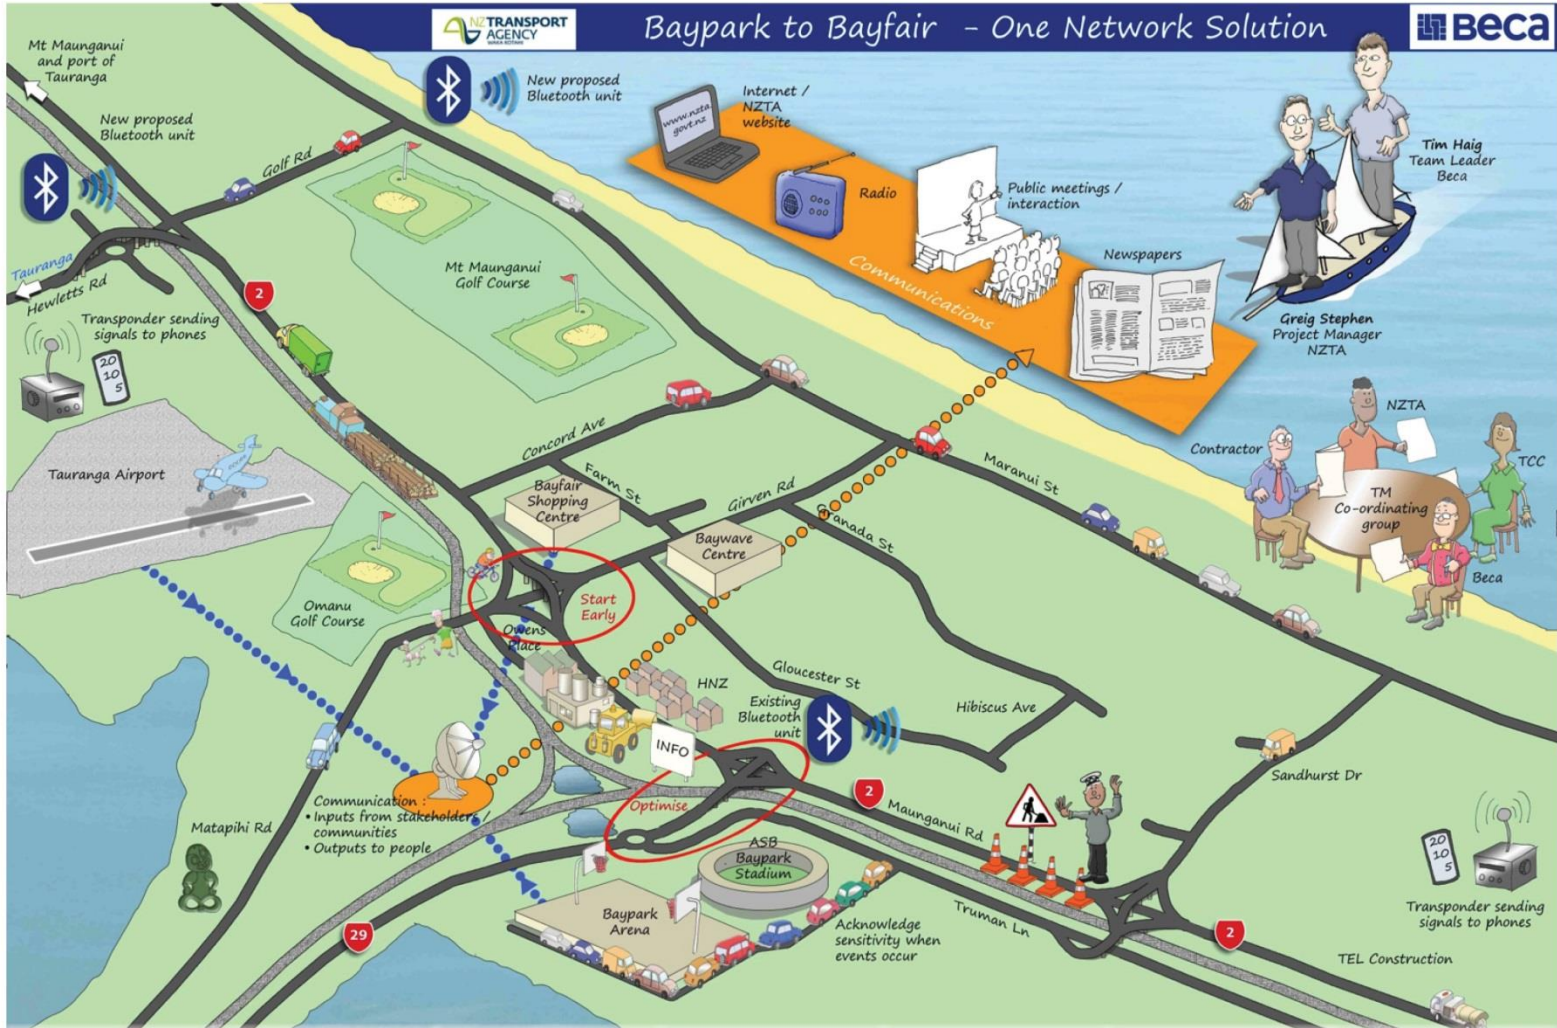 NZ TRANSPORT
AGENCY
WAKA KOTAHI
Baypark to Bayfair - One Network Solution
Beca
Mt Maunganui
and port of
Tauranga
New proposed
Bluetooth unit
New proposed
Bluetooth unit
Golf Rd
Tauranga
Hewletts Rd
2
Mt Maunganui
Golf Course
www.nzta.
govt.nz
Internet /
NZTA
website
Radio
Public meetings /
interaction
Newspapers
Communications
Tim Haig
Team Leader
Beca
Greig Stephen
Project Manager
NZTA
Transponder sending
signals to phones
20
10
5
Tauranga Airport
Concord Ave
Farm St
Bayfair
Shopping
Centre
Girven Rd
Granada St
Maranui St
Baywave
Centre
NZTA
Contractor
TCC
TM
Co-ordinating
group
Beca
Omanu
Golf Course
Start
Early
Owens
Place
HNZ
Gloucester St
Hibiscus Ave
Existing
Bluetooth
unit
INFO
Sandhurst Dr
Optimise
2
Maunganui Rd
Communication :
• Inputs from stakeholders /
communities
• Outputs to people
Matapihi Rd
ASB
Baypark
Stadium
Baypark
Arena
Truman Ln
Acknowledge
sensitivity when
events occur
29
2
20
10
5
Transponder sending
signals to phones
TEL Construction